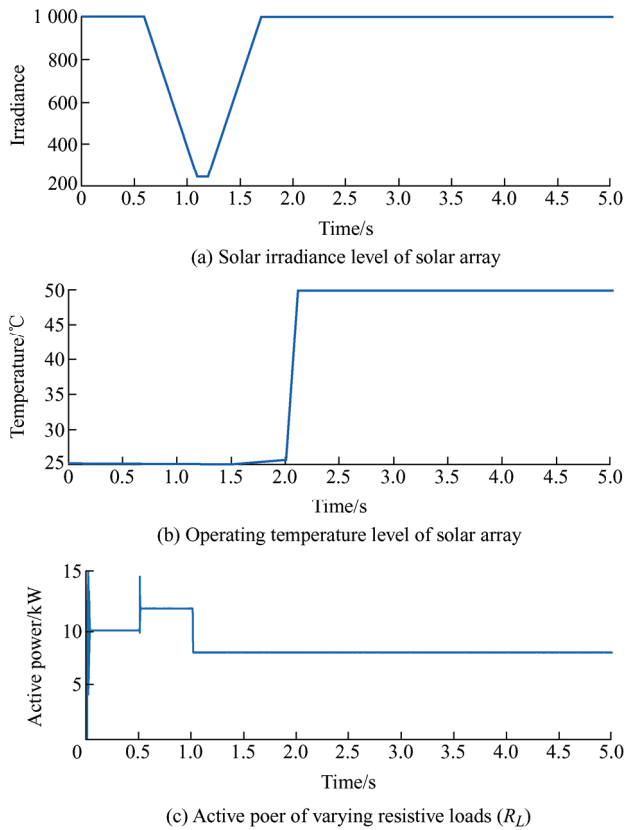 1 000
800
600
400
200
Irradiance
0 0.5 1.0 1.5 2.0 2.5 3.0 3.5 4.0 4.5 5.0
Time/s
(a) Solar irradiance level of solar array
50
45
40
35
30
25
Temperature/℃
0 0.5 1.0 1.5 2.0 2.5 3.0 3.5 4.0 4.5 5.0
Time/s
(b) Operating temperature level of solar array
15
10
5
Active power/kW
0 0.5 1.0 1.5 2.0 2.5 3.0 3.5 4.0 4.5 5.0
Time/s
(c) Active poer of varying resistive loads (R_L)